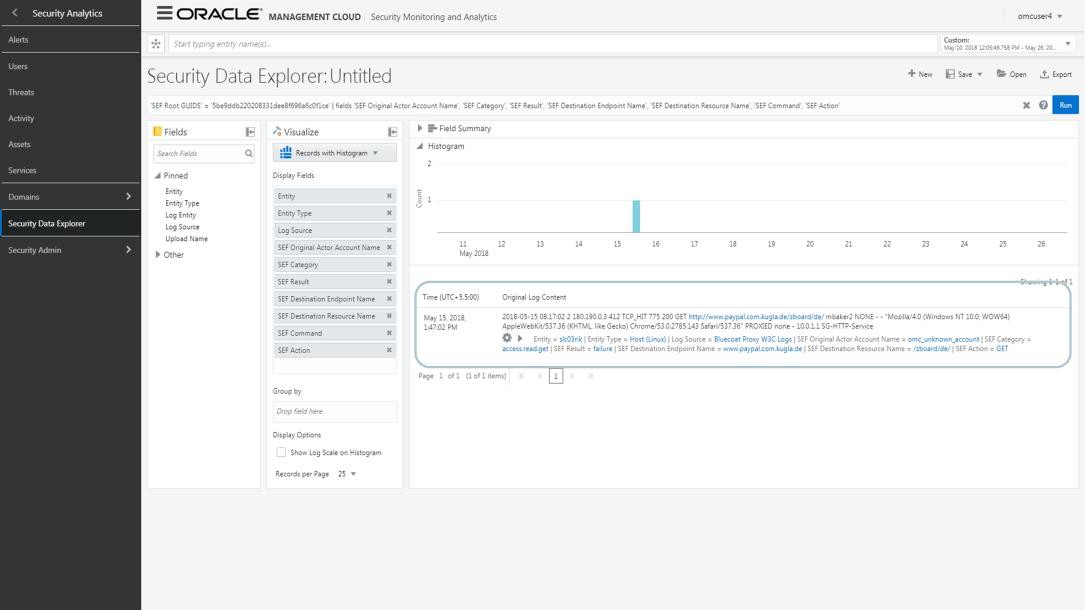 Security Analytics
Alerts
Users
Threats
Activity
Assets
Services
Domains
Security Data Explorer
Security Admin
ORACLE MANAGEMENT CLOUD | Security Monitoring and Analytics
omcuser4
Start typing entity name(s)...
Custom:
May 10, 2018 12:05:46.758 PM - May 26, 20...
Security Data Explorer: Untitled
New Save Open Export
'SEF Root GUIDS' = '5be9ddb220208331dee8f696a6c0f1ce' | fields 'SEF Original Actor Account Name', 'SEF Category', 'SEF Result', 'SEF Destination Endpoint Name', 'SEF Destination Resource Name', 'SEF Command', 'SEF Action'
Run
Fields
Search Fields
Pinned
Entity
Entity Type
Log Entity
Log Source
Upload Name
Other
Visualize
Records with Histogram
Display Fields
Entity
Entity Type
Log Source
SEF Original Actor Account Name
SEF Category
SEF Result
SEF Destination Endpoint Name
SEF Destination Resource Name
SEF Command
SEF Action
Group by
Drop field here
Display Options
Show Log Scale on Histogram
Records per Page 25
Field Summary
Histogram
2
1
Count
11 12 13 14 15 16 17 18 19 20 21 22 23 24 25 26
May 2018
Showing 1-1 of 1
Time (UTC+5.5:00) Original Log Content
May 15, 2018,
1:47:02 PM
2018-05-15 08:17:02 2 180.190.0.3 412 TCP_HIT 775 200 GET http://www.paypal.com.kugla.de/zboard/de/ mbaker2 NONE - - "Mozilla/4.0 (Windows NT 10.0; WOW64)
AppleWebKit/537.36 (KHTML, like Gecko) Chrome/53.0.2785.143 Safari/537.36" PROXIED none - 10.0.1.1 SG-HTTP-Service
Entity = slc03rik | Entity Type = Host (Linux) | Log Source = Bluecoat Proxy W3C Logs | SEF Original Actor Account Name = omc_unknown_account | SEF Category =
access.read.get | SEF Result = failure | SEF Destination Endpoint Name = www.paypal.com.kugla.de | SEF Destination Resource Name = /zboard/de/ | SEF Action = GET
Page 1 of 1 (1 of 1 items) 1